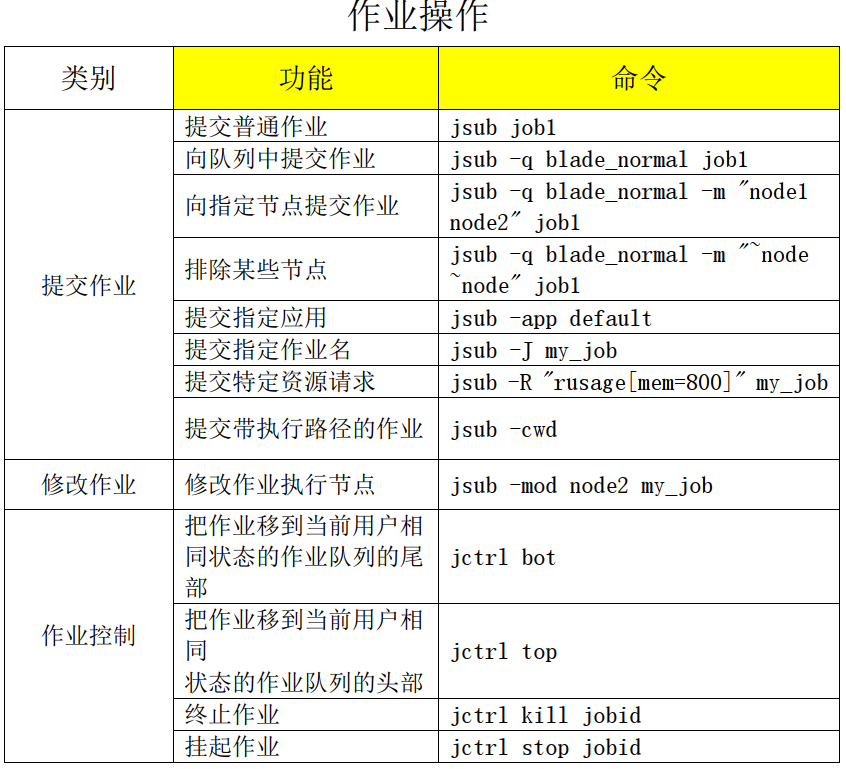 作业操作
类别 功能 命令
提交作业
提交普通作业 jsub job1
向队列中提交作业 jsub -q blade_normal job1
向指定节点提交作业 jsub -q blade_normal -m "node1
node2" job1
排除某些节点 jsub -q blade_normal -m "~node
~node" job1
提交指定应用 jsub -app default
提交指定作业名 jsub -J my_job
提交特定资源请求 jsub -R "rusage[mem=800]" my_job
提交带执行路径的作业 jsub -cwd
修改作业 修改作业执行节点 jsub -mod node2 my_job
作业控制
把作业移到当前用户相
同状态的作业队列的尾
部
jctrl bot
把作业移到当前用户相
同
状态的作业队列的头部
jctrl top
终止作业 jctrl kill jobid
挂起作业 jctrl stop jobid